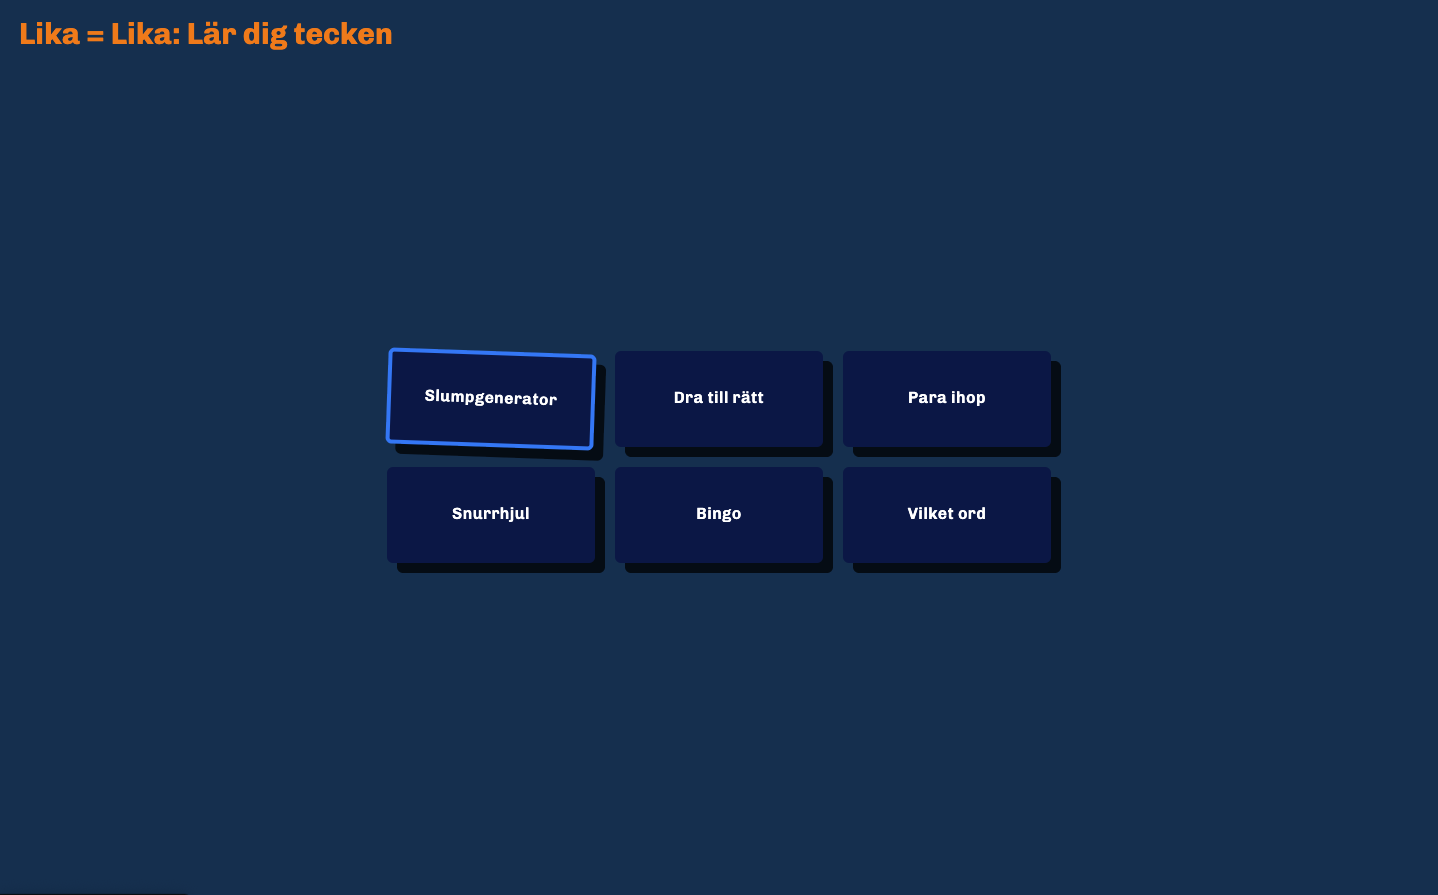 Lika = Lika: Lär dig tecken
Slumpgenerator
Dra till rätt
Para ihop
Snurrhjul
Bingo
Vilket ord